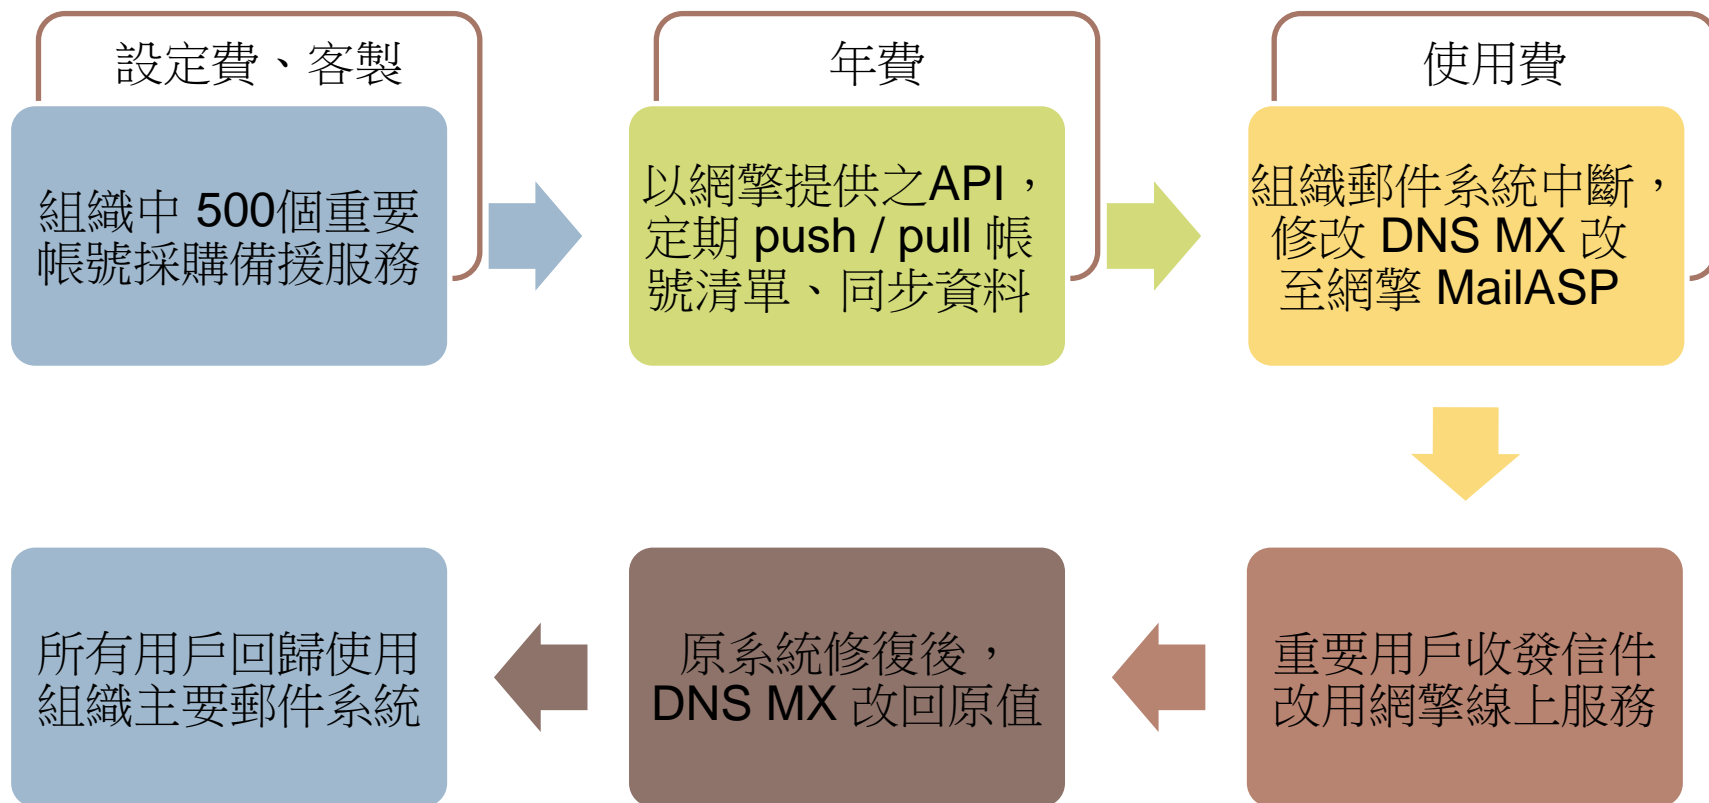 設定費、客製
組織中 500個重要
帳號採購備援服務
年費
以網擎提供之API，
定期 push / pull 帳
號清單、同步資料
使用費
組織郵件系統中斷，
修改 DNS MX 改
至網擎 MailASP
重要用戶收發信件
改用網擎線上服務
原系統修復後，
DNS MX 改回原值
所有用戶回歸使用
組織主要郵件系統